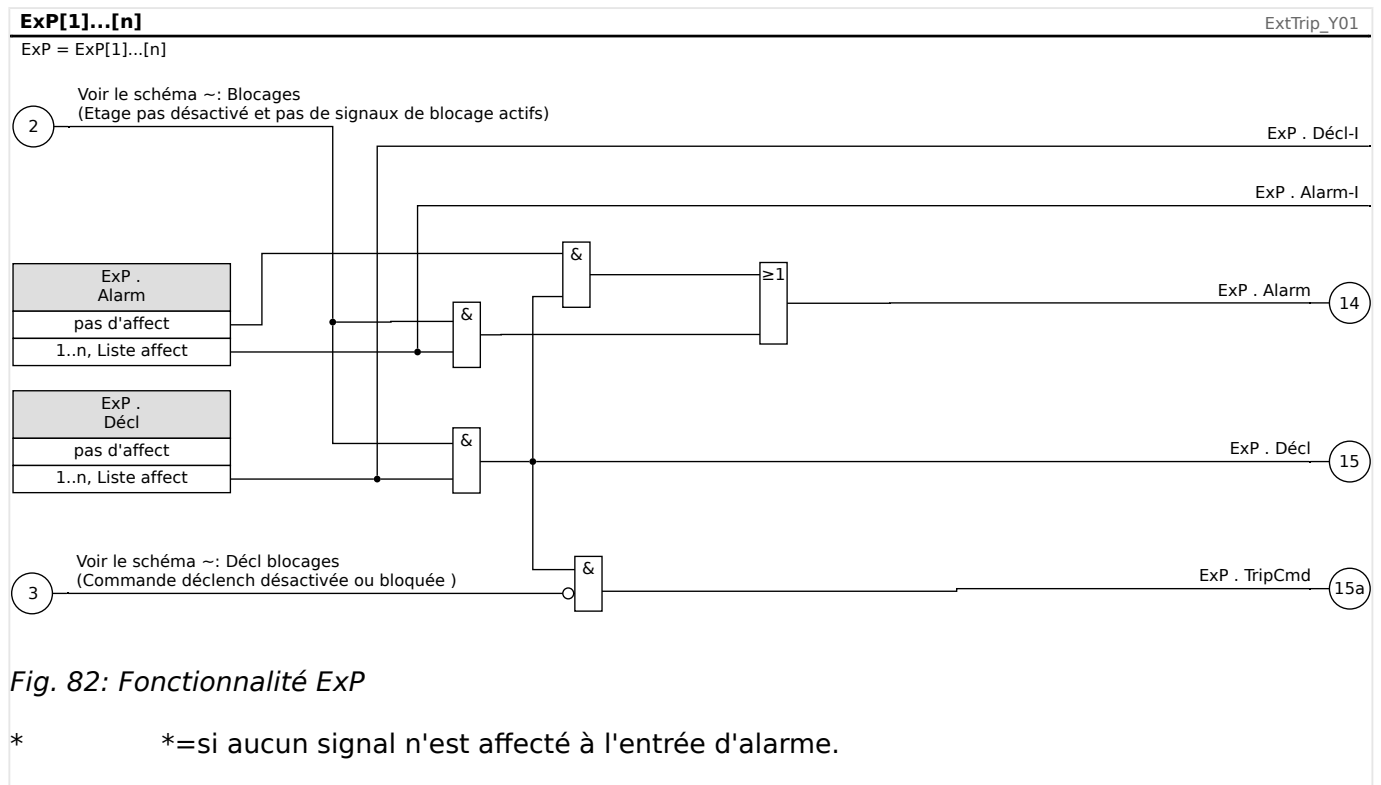 ExP[1]...[n]
ExtTrip_Y01
ExP = ExP[1]...[n]
Voir le schéma ~: Blocages
(Etage pas désactivé et pas de signaux de blocage actifs)
2
ExP . Décl-I
ExP . Alarm-I
&
ExP .
Alarm
≥1
pas d'affect
&
ExP . Alarm
14
1..n, Liste affect
ExP .
Décl
pas d'affect
&
ExP . Décl
15
1..n, Liste affect
Voir le schéma ~: Décl blocages
(Commande déclench désactivée ou bloquée )
3
&
ExP . TripCmd
15a
Fig. 82: Fonctionnalité ExP
* *=si aucun signal n'est affecté à l'entrée d'alarme.